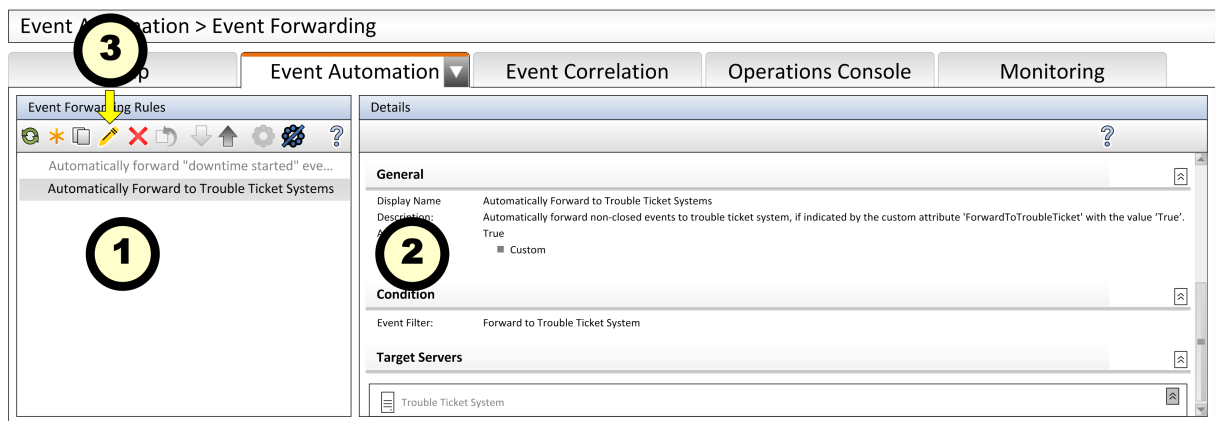 Event Automation > Event Forwarding
3
Event Automation
Event Correlation
Operations Console
Monitoring
Event Forwarding Rules
Details
?
?
Automatically forward "downtime started" eve...
Automatically Forward to Trouble Ticket Systems
1
General
Display Name Automatically Forward to Trouble Ticket Systems
Description: Automatically forward non-closed events to trouble ticket system, if indicated by the custom attribute 'ForwardToTroubleTicket' with the value ‘True’.
True
Custom
2
Condition
Event Filter: Forward to Trouble Ticket System
Target Servers
Trouble Ticket System